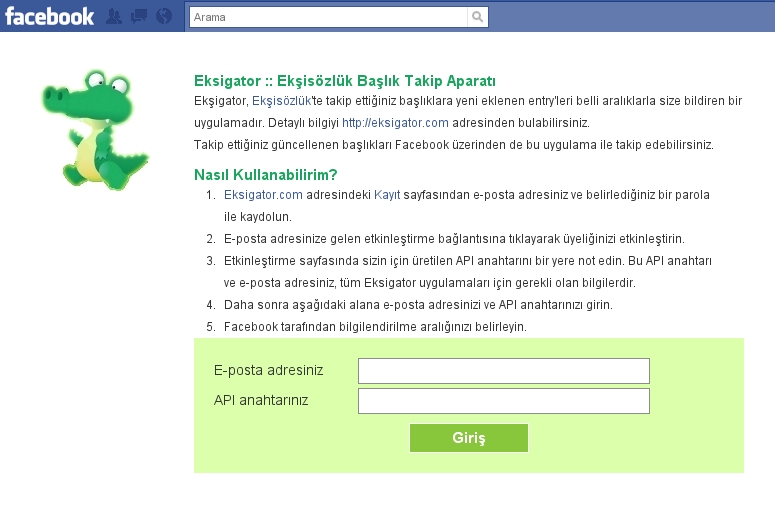 facebook
Arama
Eksigator :: Ekşisözlük Başlık Takip Aparatı
Ekşigator, Ekşisözlük'te takip ettiğiniz başlıklara yeni eklenen entry'leri belli aralıklarla size bildiren bir
uygulamadır. Detaylı bilgiyi http://eksigator.com adresinden bulabilirsiniz.
Takip ettiğiniz güncellenen başlıkları Facebook üzerinden de bu uygulama ile takip edebilirsiniz.
Nasıl Kullanabilirim?
1. Eksigator.com adresindeki Kayıt sayfasından e-posta adresiniz ve belirlediğiniz bir parola
ile kaydolun.
2. E-posta adresinize gelen etkinleştirme bağlantısına tıklayarak üyeliğinizi etkinleştirin.
3. Etkinleştirme sayfasında sizin için üretilen API anahtarını bir yere not edin. Bu API anahtarı
ve e-posta adresiniz, tüm Eksigator uygulamaları için gerekli olan bilgilerdir.
4. Daha sonra aşağıdaki alana e-posta adresinizi ve API anahtarınızı girin.
5. Facebook tarafından bilgilendirilme aralığınızı belirleyin.
E-posta adresiniz
API anahtarınız
Giriş